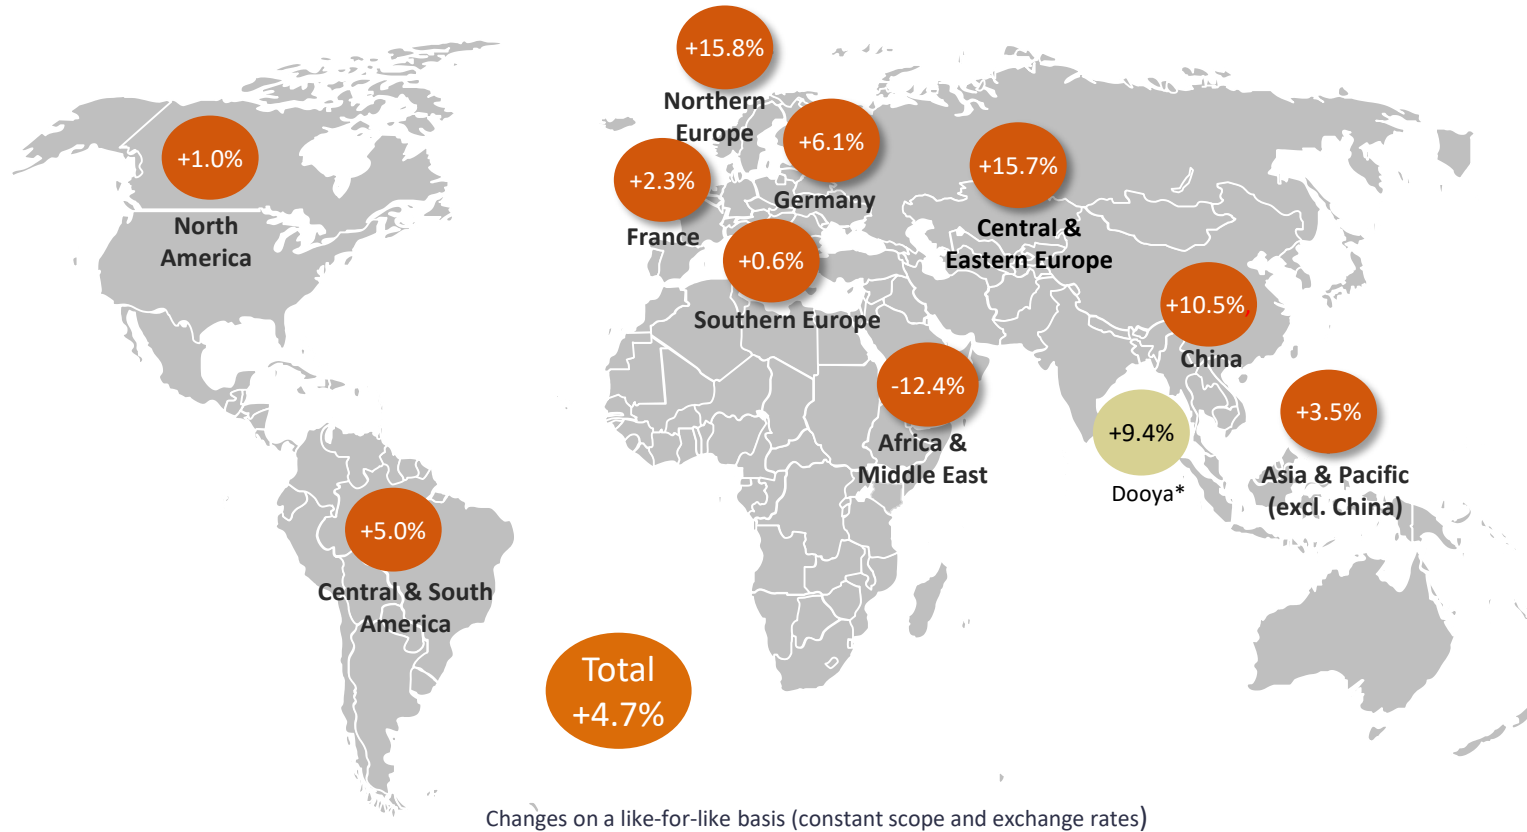 +15.8%
Northern
Europe
+1.0%
North
America
+2.3%
France
+6.1%
Germany
+15.7%
Central &
Eastern Europe
+0.6%
Southern Europe
+10.5%,
China
-12.4%
Africa &
Middle East
+9.4%
Dooya*
+3.5%
Asia & Pacific
(excl. China)
+5.0%
Central & South
America
Total
+4.7%
Changes on a like-for-like basis (constant scope and exchange rates)